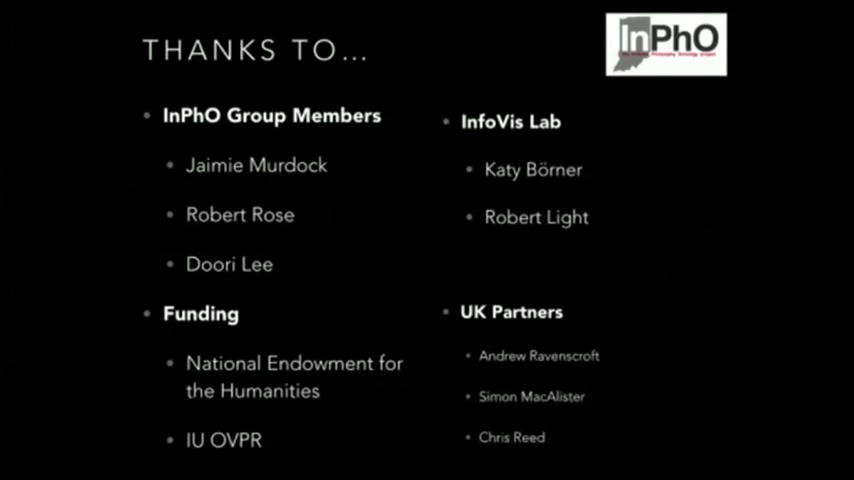 THANKS TO...
InPhO
InPhO Group Members
Jaimie Murdock
Robert Rose
Doori Lee
Funding
National Endowment for
the Humanities
IU OVPR
InfoVis Lab
Katy Börner
Robert Light
UK Partners
Andrew Ravenscroft
Simon MacAlister
Chris Reed